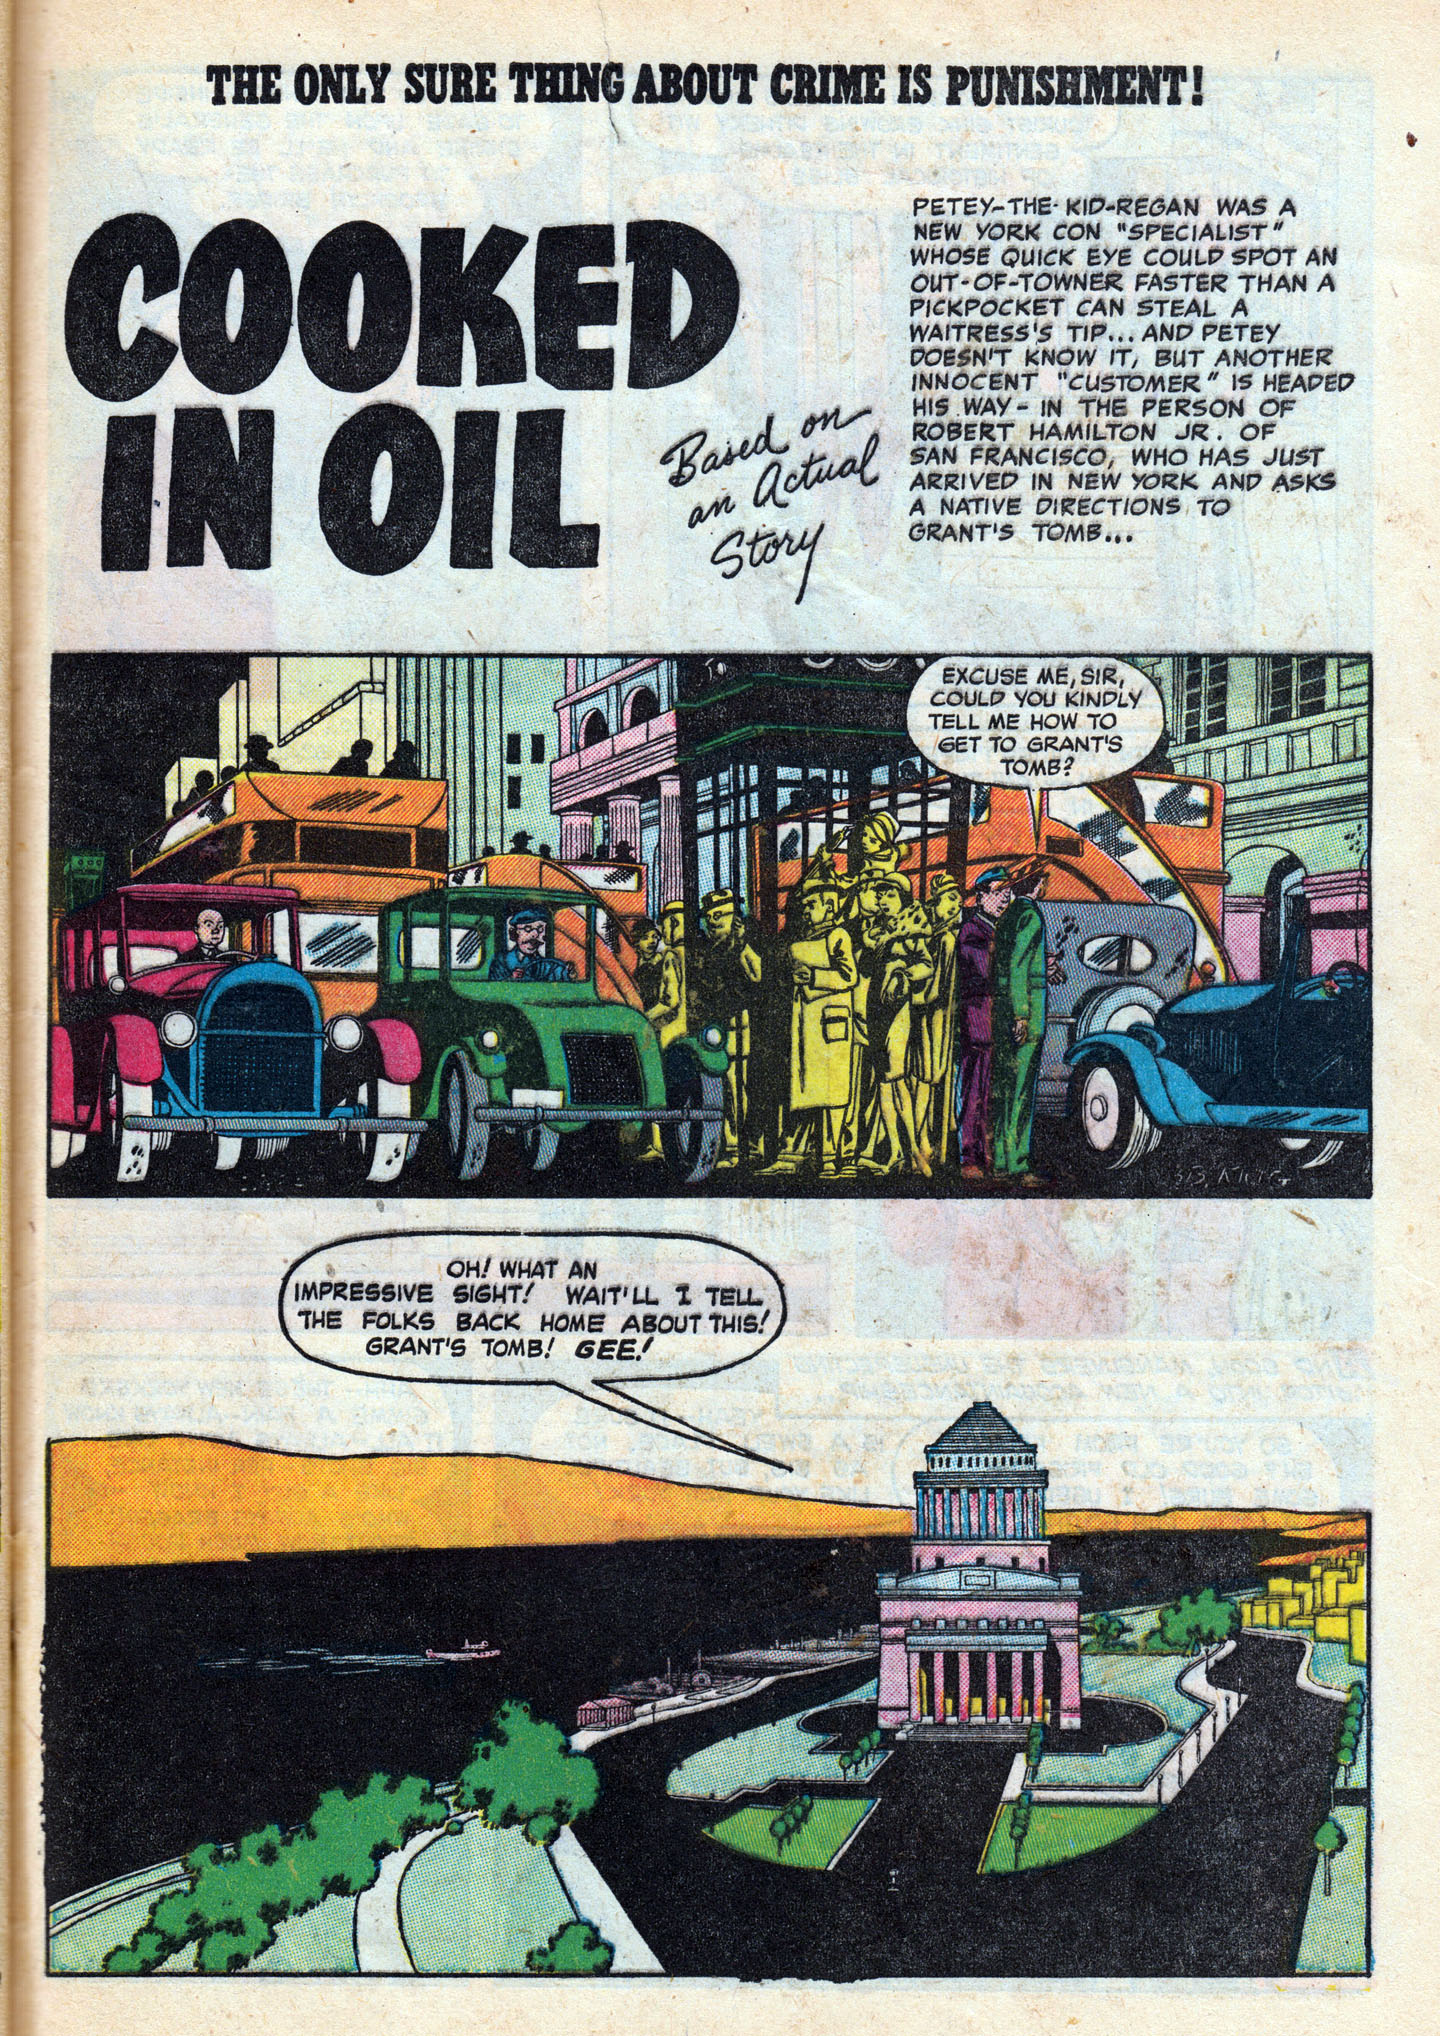 THE ONLY SURE THING ABOUT CRIME IS PUNISHMENT!
COOKED
IN OIL
Based on
an Actual
Story
PETEY-THE-KID-REGAN WAS A
NEW YORK CON "SPECIALIST"
WHOSE QUICK EYE COULD SPOT AN
OUT-OF-TOWNER FASTER THAN A
PICKPOCKET CAN STEAL A
WAITRESS'S TIP... AND PETEY
DOESN'T KNOW IT, BUT ANOTHER
INNOCENT "CUSTOMER" IS HEADED
HIS WAY - IN THE PERSON OF
ROBERT HAMILTON JR. OF
SAN FRANCISCO, WHO HAS JUST
ARRIVED IN NEW YORK AND ASKS
A NATIVE DIRECTIONS TO
GRANT'S TOMB...
EXCUSE ME, SIR,
COULD YOU KINDLY
TELL ME HOW TO
GET TO GRANT'S
TOMB?
OH! WHAT AN
IMPRESSIVE SIGHT! WAIT'LL I TELL
THE FOLKS BACK HOME ABOUT THIS!
GRANT'S TOMB! GEE!